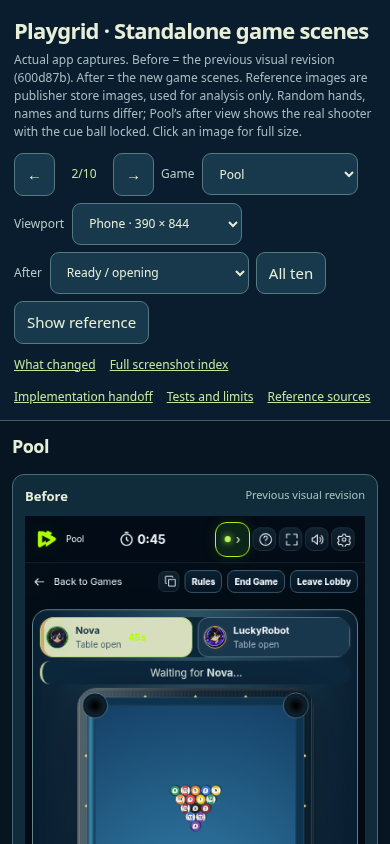 Playgrid · Standalone game scenes
Actual app captures. Before = the previous visual revision
(600d87b). After = the new game scenes. Reference images are
publisher store images, used for analysis only. Random hands,
names and turns differ; Pool’s after view shows the real shooter
with the cue ball locked. Click an image for full size.
← 2/10 → Game Pool
Viewport Phone · 390 × 844
After Ready / opening All ten
Show reference
What changed Full screenshot index
Implementation handoff Tests and limits Reference sources
Pool
Before Previous visual revision
Pool 0:45
← Back to Games Rules End Game Leave Lobby
Nova 45s LuckyRobot
Table open Table open
Waiting for Nova...